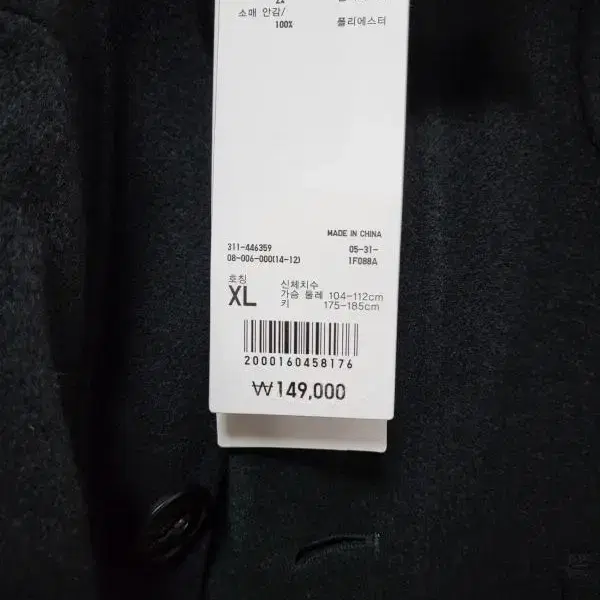 소매 안감/
100%
폴리에스터
MADE IN CHINA
311-446359
05-31-
08-006-000(14-12)
1F088A
호칭
XL
신체치수
가슴 둘레 104-112cm
키 175-185cm
2000160458176
₩149,000